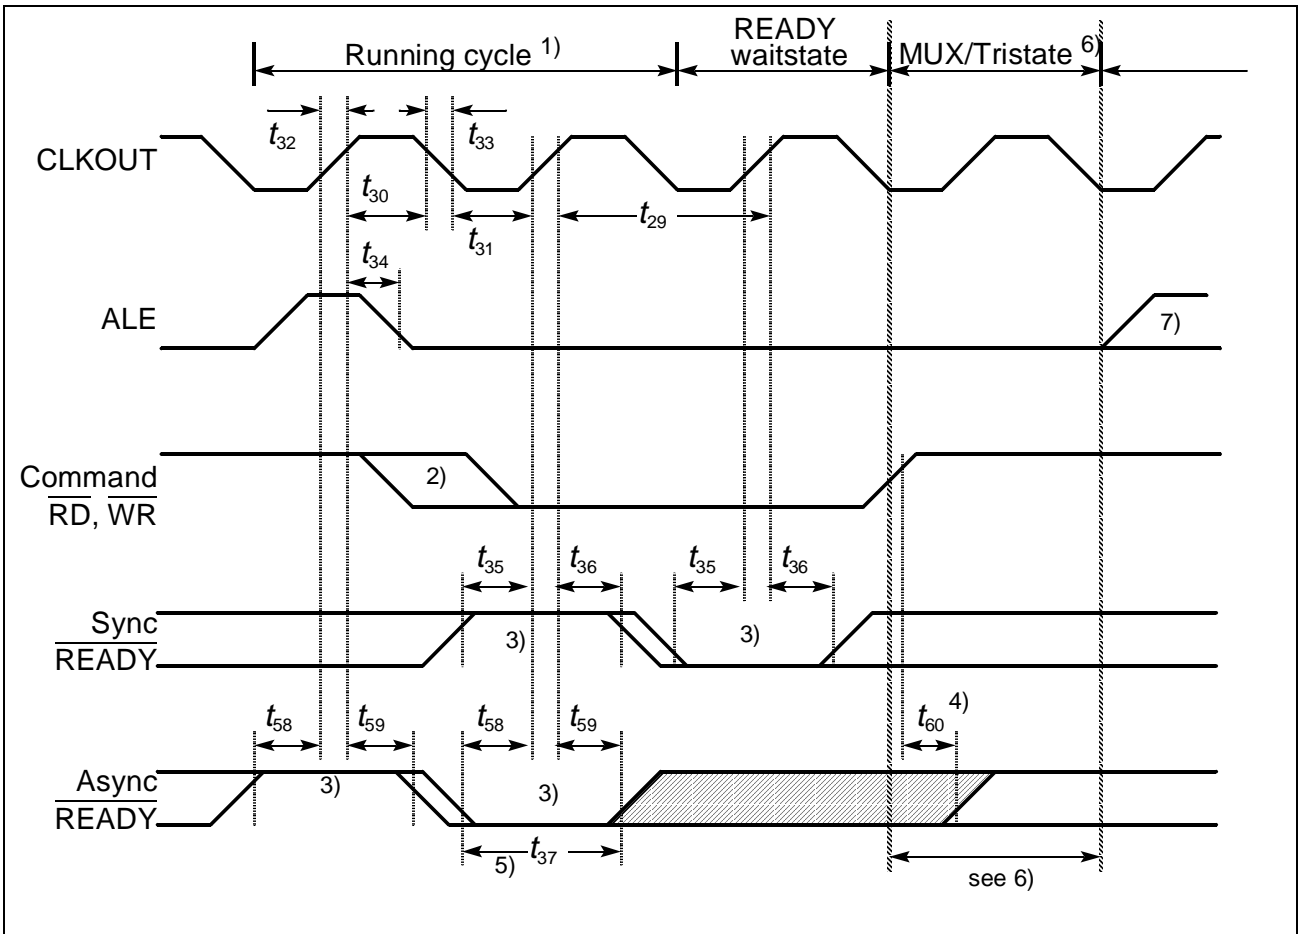 Running cycle 1)
READY
waitstate
MUX/Tristate 6)
t32
t33
CLKOUT
t30
t31
t29
t34
ALE
7)
Command
RD, WR
2)
t35
t36
t35
t36
Sync
READY
3)
3)
t58
t59
t58
t59
t60 4)
Async
READY
3)
3)
5)
t37
see 6)